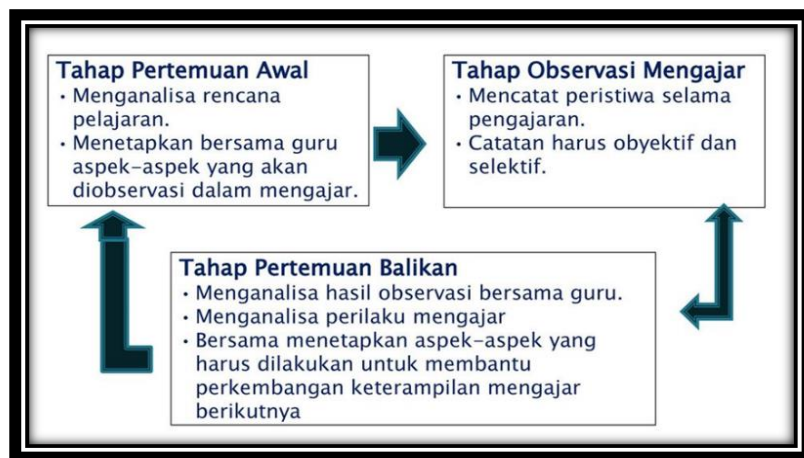 Tahap Pertemuan Awal
• Menganalisa rencana
pelajaran.
• Menetapkan bersama guru
aspek-aspek yang akan
diobservasi dalam mengajar.
Tahap Observasi Mengajar
• Mencatat peristiwa selama
pengajaran.
• Catatan harus obyektif dan
selektif.
Tahap Pertemuan Balikan
• Menganalisa hasil observasi bersama guru.
• Menganalisa perilaku mengajar
• Bersama menetapkan aspek-aspek yang
harus dilakukan untuk membantu
perkembangan keterampilan mengajar
berikutnya